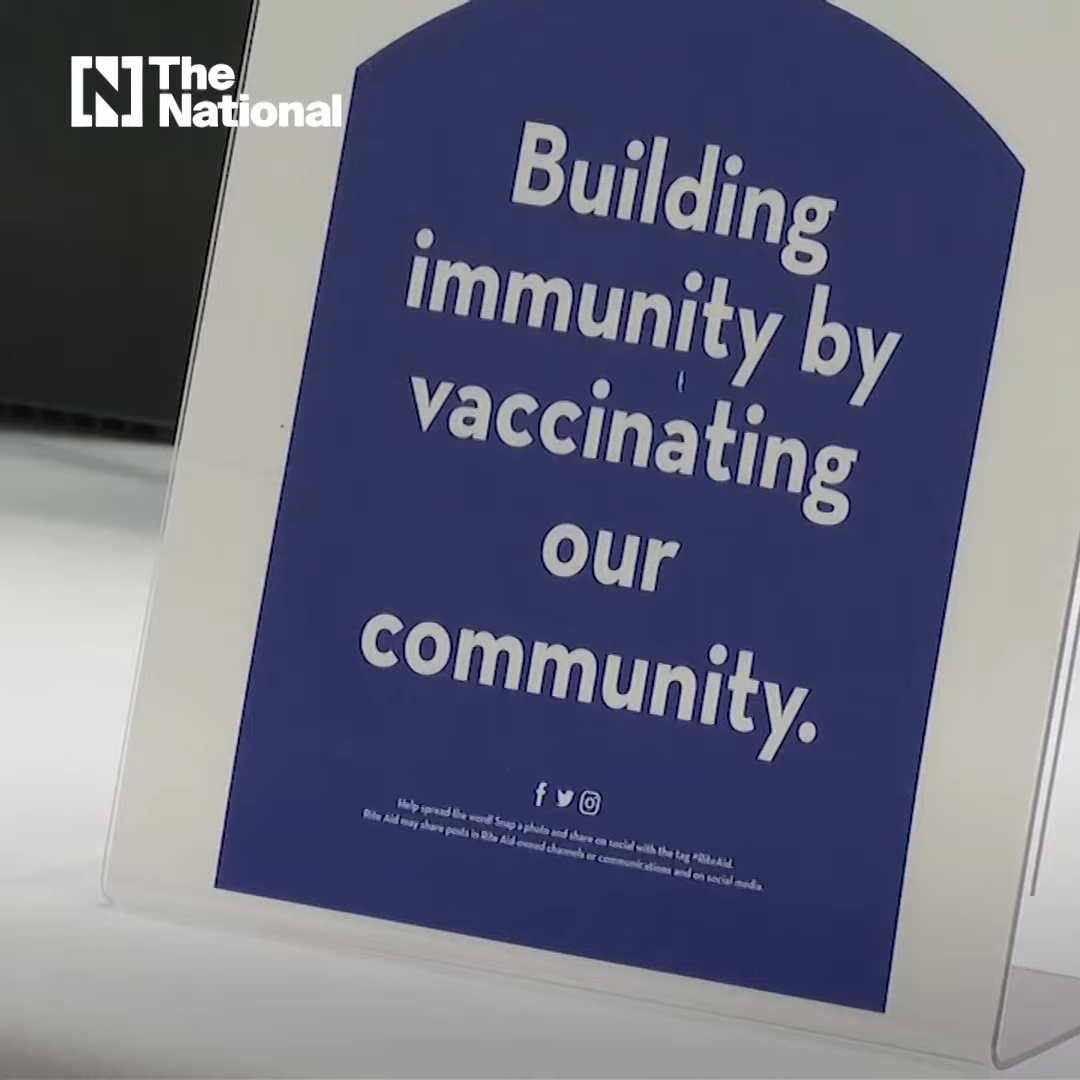 The
National
Building
immunity by
vaccinating
our
community.
Help spread the word! Snap a photo and share on social with the tag #RiteAid.
Rite Aid may share posts in Rite Aid owned channels or communications and on social media.